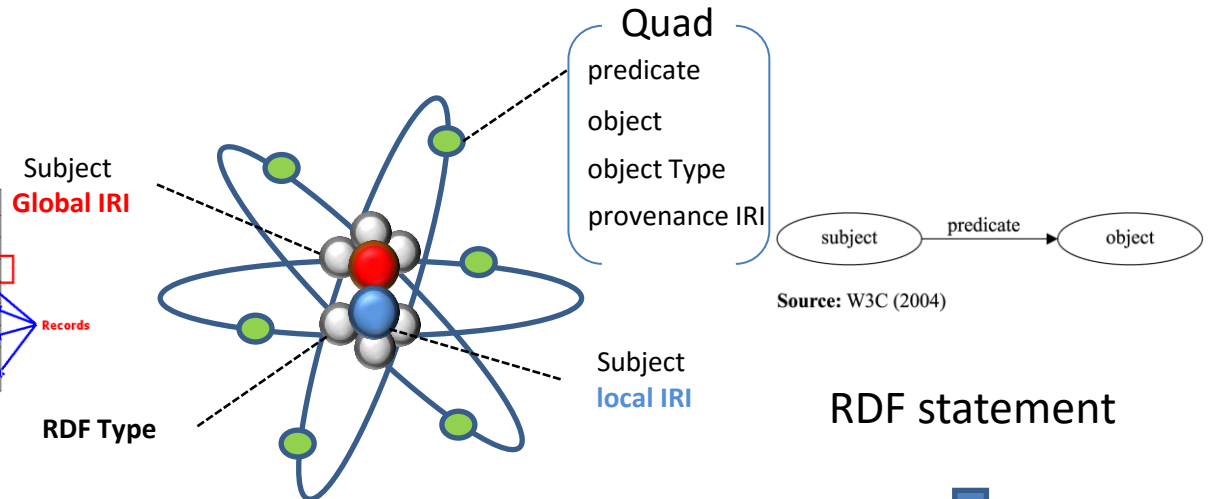 Quad
predicate
object
object Type
provenance IRI
Subject
Global IRI
Records
RDF Type
Subject
local IRI
subject
predicate
object
Source: W3C (2004)
RDF statement